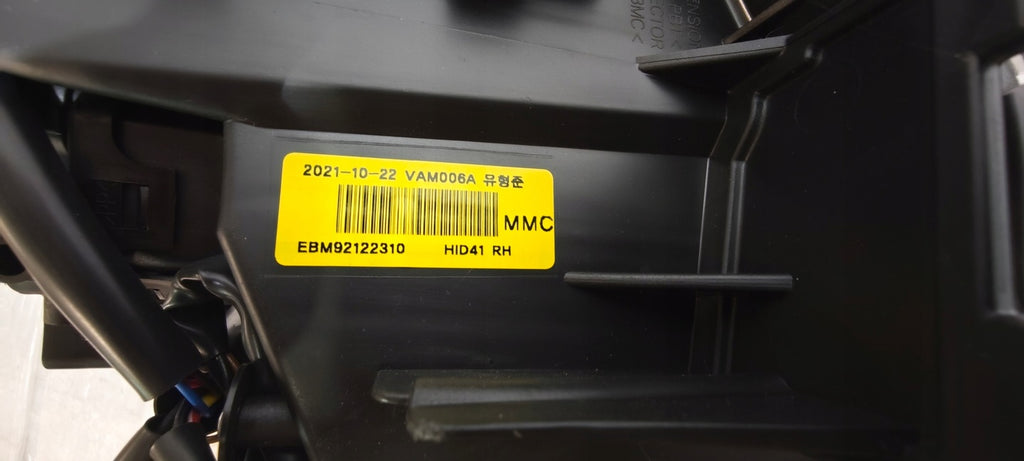 2021-10-22 VAM006A 유형준
MMC
EBM92122310 HID41 RH